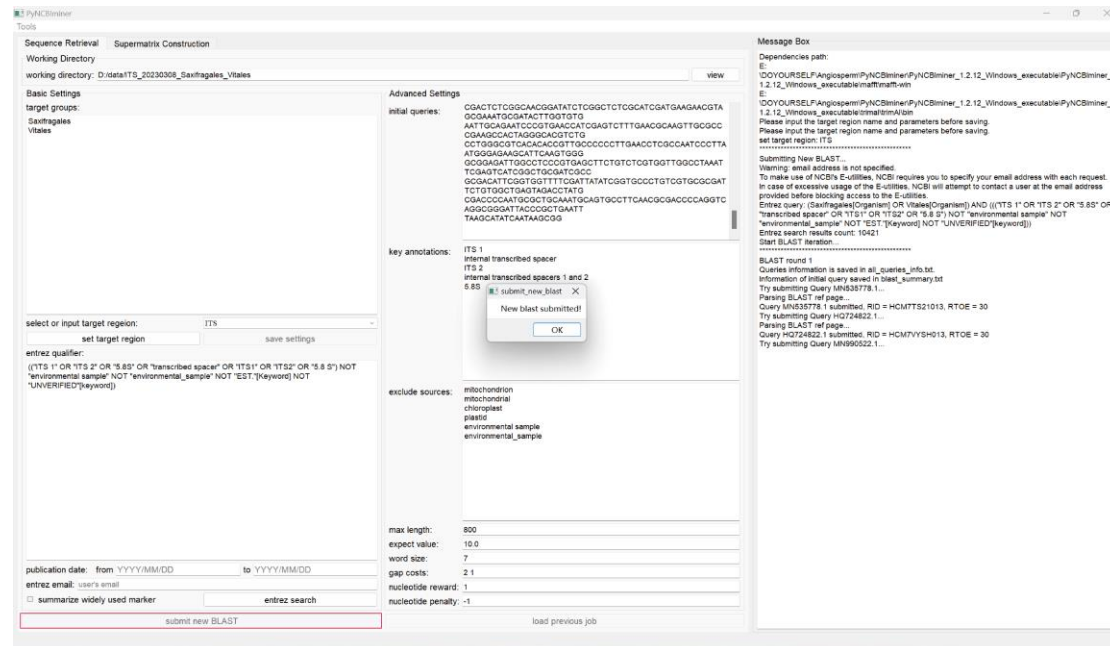 PyNCBIminer
Tools
Sequence Retrieval
Supermatrix Construction
Working Directory
working directory: D:/data/ITS_20230308_Saxifragales_Vitales
view
Basic Settings
target groups:
Saxifragales
Vitales
select or input target regeion:
ITS
set target region
save settings
entrez qualifier:
(("ITS 1" OR "ITS 2" OR "5.8S" OR "transcribed spacer" OR "ITS1" OR "ITS2" OR "5.8 S") NOT
"environmental sample" NOT "environmental_sample" NOT "EST."[Keyword] NOT
"UNVERIFIED"[keyword])
publication date: from YYYY/MM/DD to YYYY/MM/DD
entrez email: user's email
summarize widely used marker
entrez search
submit new BLAST
Advanced Settings
initial queries:
CGACTCTCGGCAACGGATATCTCGGCTCTCGCATCGATGAAGAACGTA
GCGAAATGCGATACTTGGTGTG
AATTGCAGAATCCCGTGAACCATCGAGTCTTTGAACGCAAGTTGCGCC
CGAAGCCACTAGGGCACGTCTG
CCTGGGCGTCACACACCGTTGCCCCCCTTGAACCTCGCCAATCCCTTA
ATGGGAGAAGCATTCAAGTGGG
GCGGAGATTGGCCTCCCGTGAGCTTCTGTCTCGTGGTTGGCCTAAAT
TCGAGTCATCGGCTGCGATCGCC
GCGACATTCGGTGGTTTTCGATTATATCGGTGCCCTGTCGTGCGCGAT
TCTGTGGCTGAGTAGACCTATG
CGACCCCAATGCGCTGCAAATGCAGTGCCTTCAACGCGACCCCAGGTC
AGGCGGGATTACCCGCTGAATT
TAAGCATATCAATAAGCGG
key annotations:
ITS 1
internal transcribed spacer
ITS 2
internal transcribed spacers 1 and 2
5.8S
submit_new_blast
New blast submitted!
OK
exclude sources:
mitochondrion
mitochondrial
chloroplast
plastid
environmental sample
environmental_sample
max length: 800
expect value: 10.0
word size: 7
gap costs: 2 1
nucleotide reward: 1
nucleotide penalty: -1
load previous job
Message Box
Dependencies path:
E:
\DOYOURSELF\Angiosperm\PyNCBIminer\PyNCBIminer_1.2.12_Windows_executable\PyNCBIminer_
1.2.12_Windows_executable\mafft\mafft-win
E:
\DOYOURSELF\Angiosperm\PyNCBIminer\PyNCBIminer_1.2.12_Windows_executable\PyNCBIminer_
1.2.12_Windows_executable\trimal\trimAl\bin
Please input the target region name and parameters before saving.
Please input the target region name and parameters before saving.
set target region: ITS
**************************************************
Submitting New BLAST...
Warning: email address is not specified.
To make use of NCBI's E-utilities, NCBI requires you to specify your email address with each request.
In case of excessive usage of the E-utilities, NCBI will attempt to contact a user at the email address
provided before blocking access to the E-utilities.
Entrez query: (Saxifragales[Organism] OR Vitales[Organism]) AND ((("ITS 1" OR "ITS 2" OR "5.8S" OR
"transcribed spacer" OR "ITS1" OR "ITS2" OR "5.8 S") NOT "environmental sample" NOT
"environmental_sample" NOT "EST."[Keyword] NOT "UNVERIFIED"[keyword]))
Entrez search results count: 10421
Start BLAST iteration...
**************************************************
BLAST round 1
Queries information is saved in all_queries_info.txt.
Information of initial query saved in blast_summary.txt
Try submitting Query MN535778.1...
Parsing BLAST ref page...
Query MN535778.1 submitted, RID = HCM7TS21013, RTOE = 30
Try submitting Query HQ724822.1...
Parsing BLAST ref page...
Query HQ724822.1 submitted, RID = HCM7VYSH013, RTOE = 30
Try submitting Query MN990522.1...